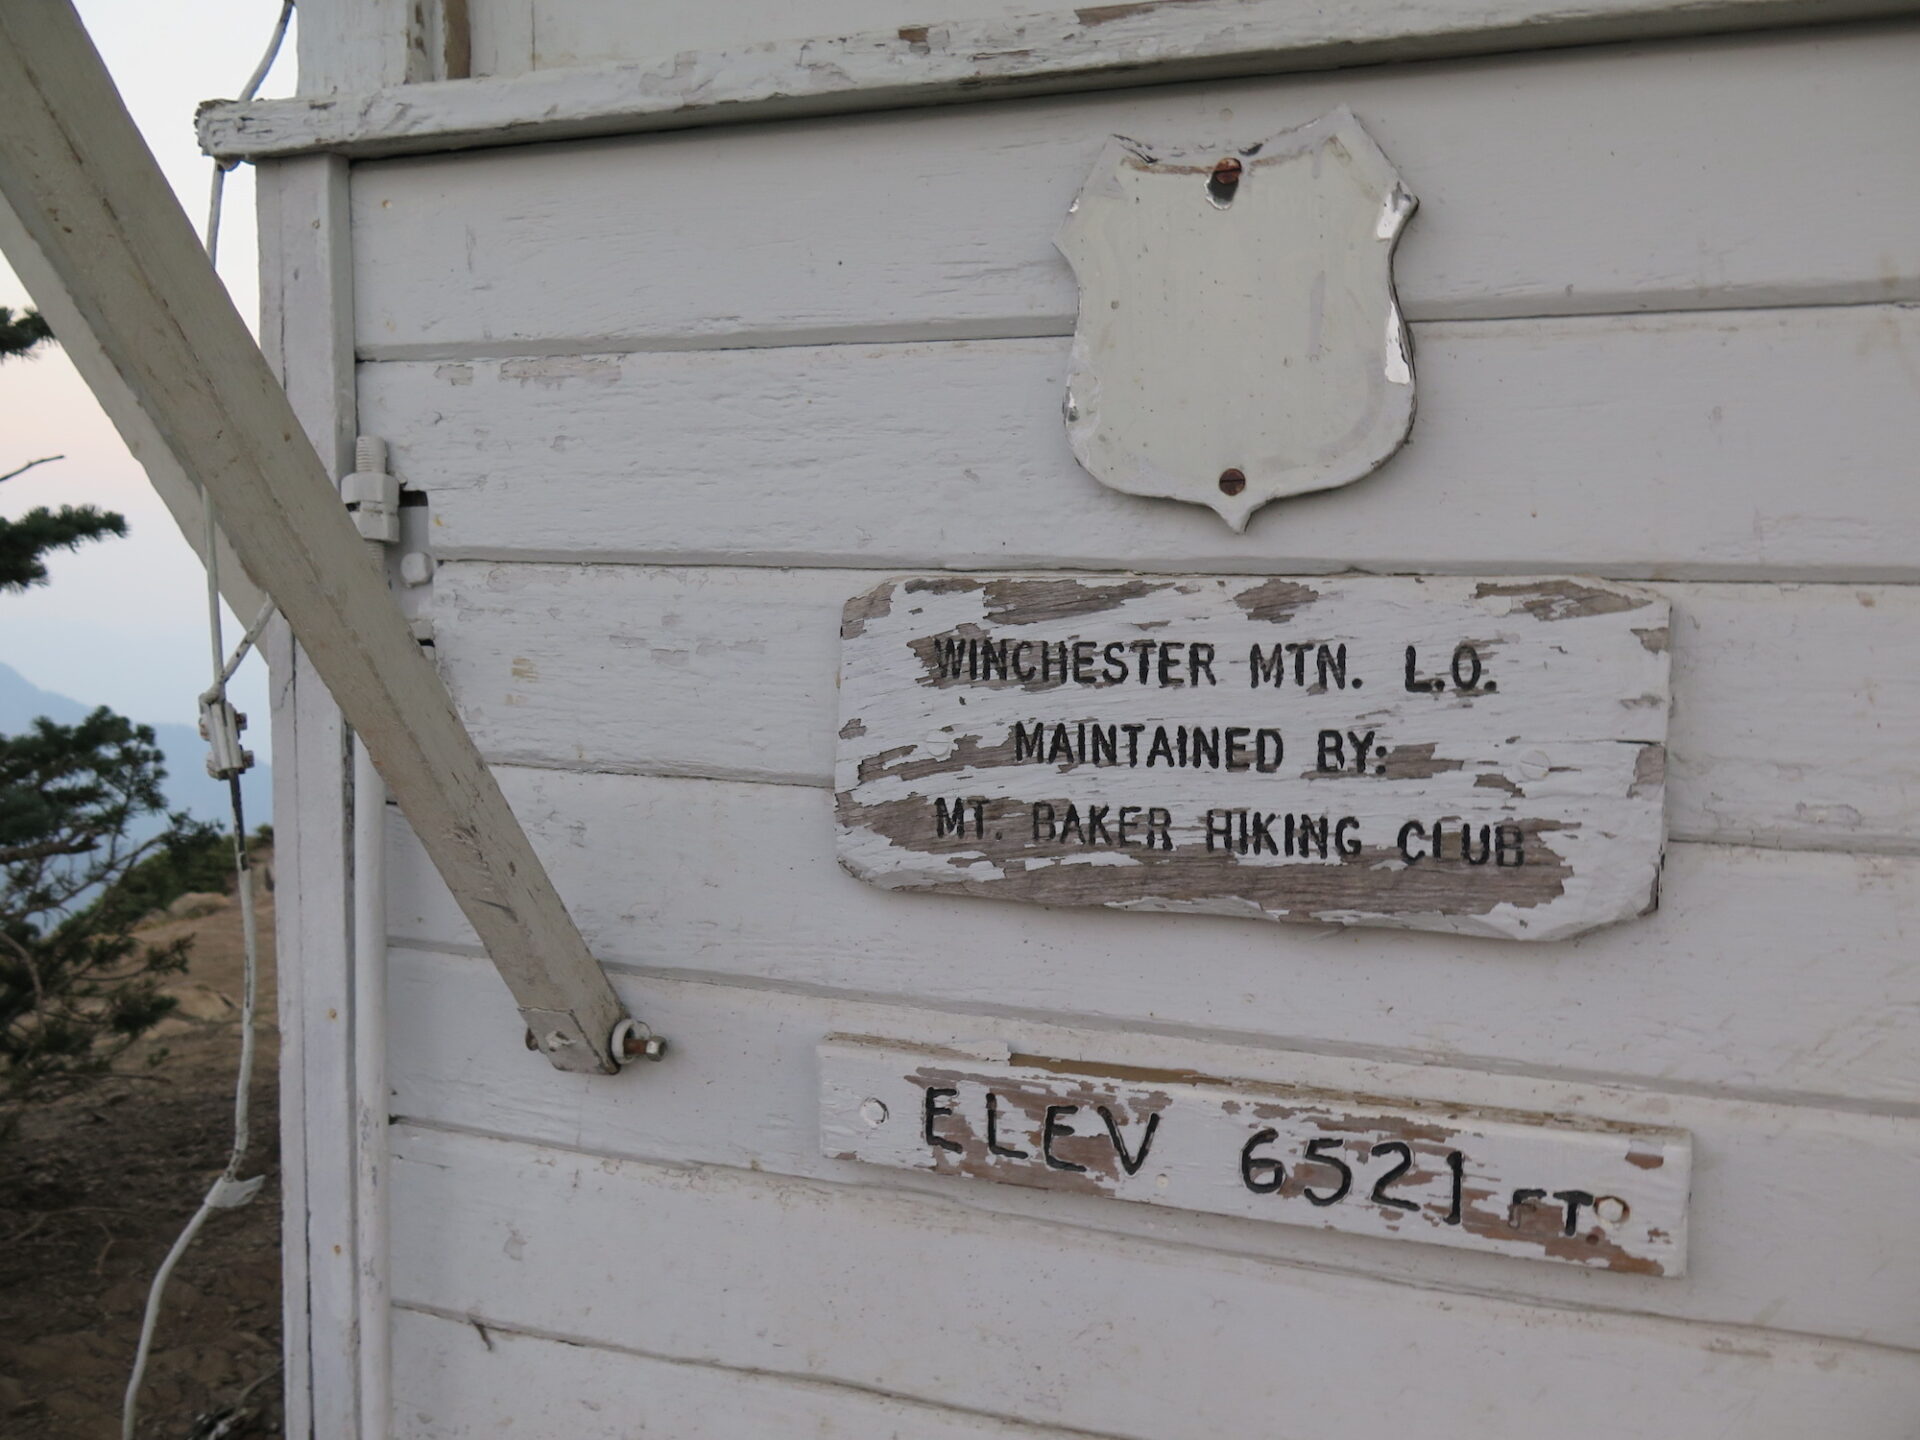 WINCHESTER MTN. L.O.
MAINTAINED BY:
MT. BAKER HIKING CLUB
ELEV 6521 FT.